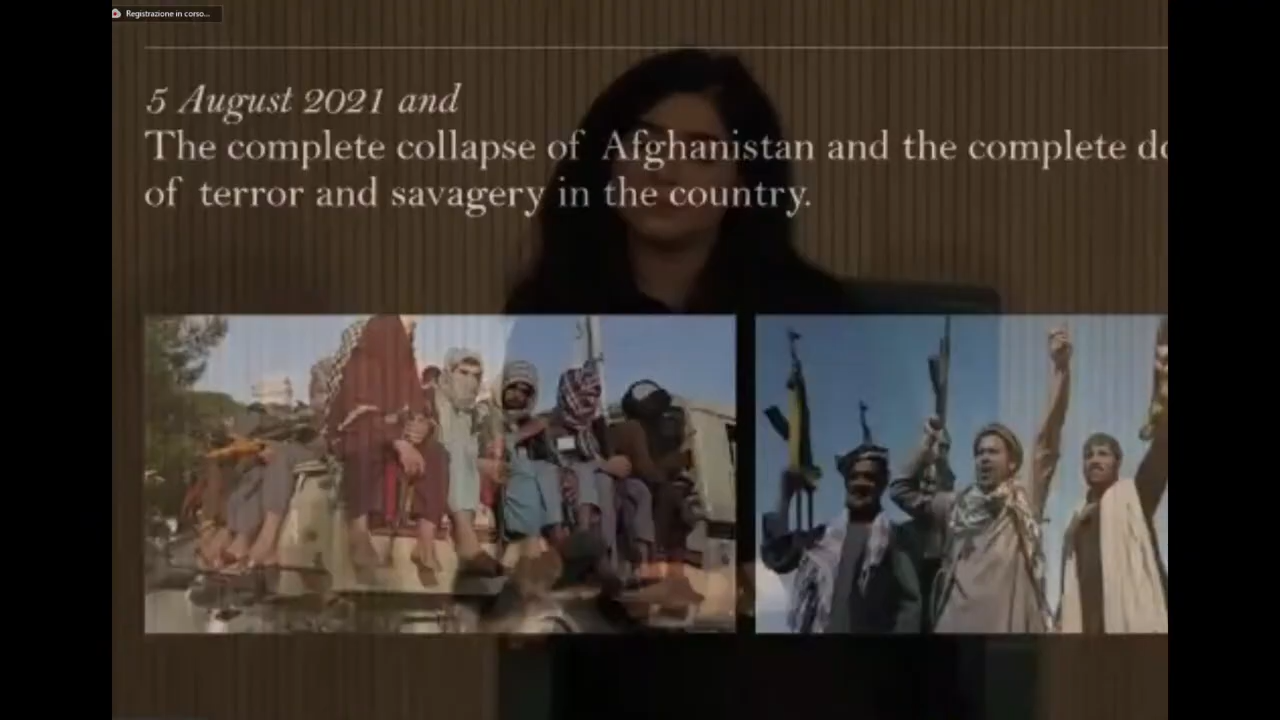 Registrazione in corso...
5 August 2021 and
The complete collapse of Afghanistan and the complete
of terror and savagery in the country.